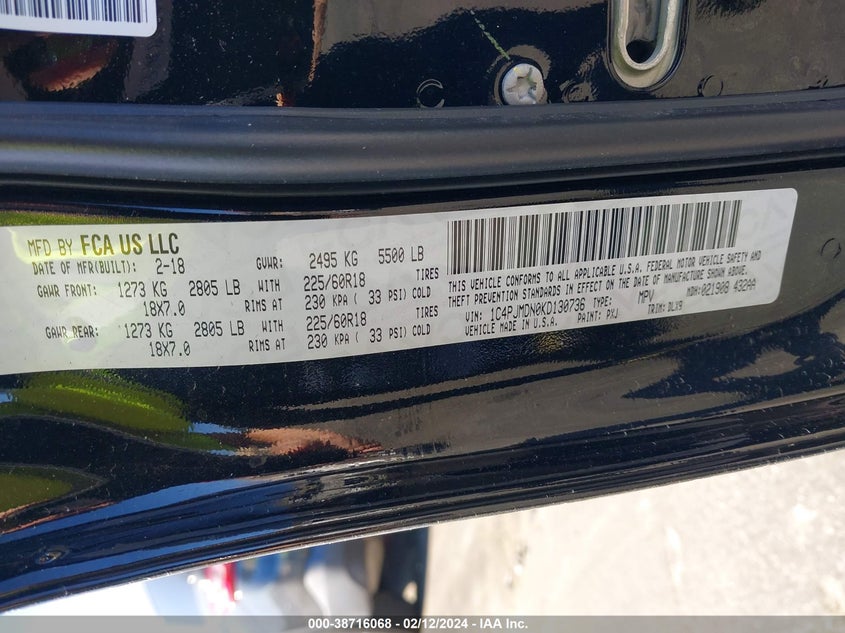 MFD BY FCA US LLC
DATE OF MFR(BUILT): 2-18 GVWR: 2495 KG 5500 LB
GAWR FRONT: 1273 KG 2805 LB WITH 225/60R18 TIRES
18X7.0 RIMS AT 230 KPA ( 33 PSI) COLD
GAWR REAR: 1273 KG 2805 LB WITH 225/60R18 TIRES
18X7.0 RIMS AT 230 KPA ( 33 PSI) COLD
THIS VEHICLE CONFORMS TO ALL APPLICABLE U.S.A. FEDERAL MOTOR VEHICLE SAFETY AND
THEFT PREVENTION STANDARDS IN EFFECT ON THE DATE OF MANUFACTURE SHOWN ABOVE.
VIN: 1C4PJMDN0KD130736 TYPE: MPV MDH: 021908 432AA
VEHICLE MADE IN U.S.A. PAINT: PXJ TRIM: DLX9
000-38716068 - 02/12/2024 - IAA Inc.